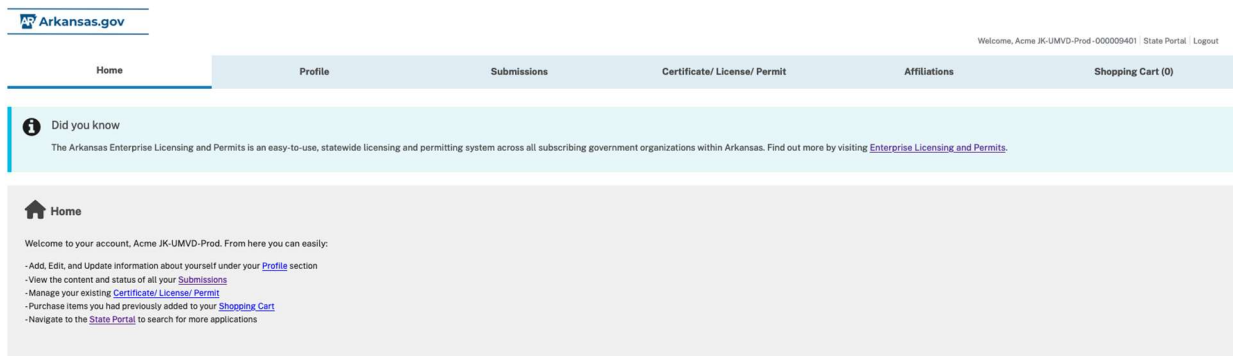 AR Arkansas.gov
Welcome, Acme JK-UMVD-Prod-000009401 | State Portal | Logout
Home Profile Submissions Certificate/ License/ Permit Affiliations Shopping Cart (0)
Did you know
The Arkansas Enterprise Licensing and Permits is an easy-to-use, statewide licensing and permitting system across all subscribing government organizations within Arkansas. Find out more by visiting Enterprise Licensing and Permits.
Home
Welcome to your account, Acme JK-UMVD-Prod. From here you can easily:
- Add, Edit, and Update information about yourself under your Profile section
- View the content and status of all your Submissions
- Manage your existing Certificate/ License/ Permit
- Purchase items you had previously added to your Shopping Cart
- Navigate to the State Portal to search for more applications